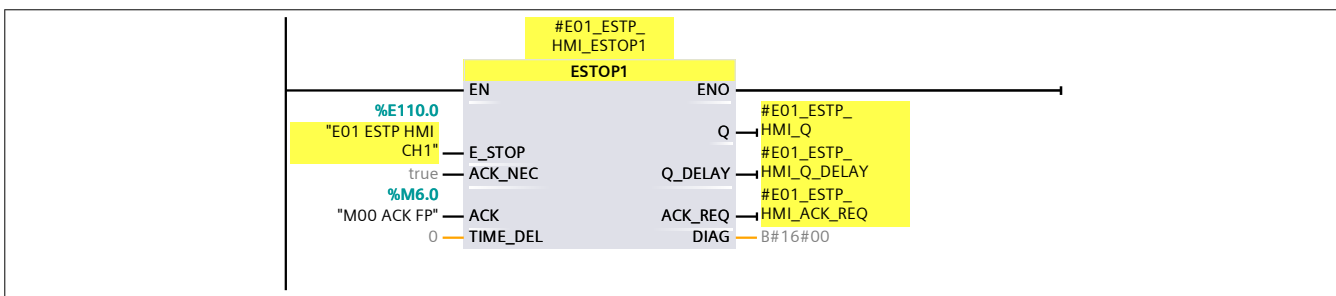 #E01_ESTP_
HMI_ESTOP1
ESTOP1
EN ENO
%E110.0 #E01_ESTP_
"E01 ESTP HMI Q HMI_Q
CH1" E_STOP #E01_ESTP_
true ACK_NEC Q_DELAY HMI_Q_DELAY
%M6.0 #E01_ESTP_
"M00 ACK FP" ACK ACK_REQ HMI_ACK_REQ
0 TIME_DEL DIAG B#16#00